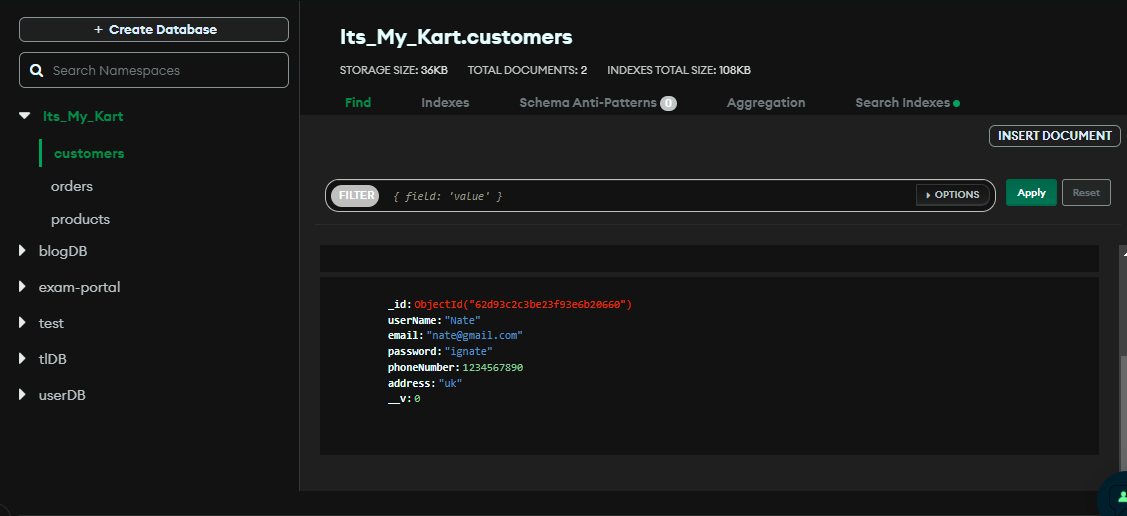 + Create Database
Search Namespaces
Its_My_Kart
customers
orders
products
blogDB
exam-portal
test
tlDB
userDB
Its_My_Kart.customers
STORAGE SIZE: 36KB TOTAL DOCUMENTS: 2 INDEXES TOTAL SIZE: 108KB
Find Indexes Schema Anti-Patterns 0 Aggregation Search Indexes
INSERT DOCUMENT
FILTER { field: 'value' } OPTIONS Apply Reset
_id: ObjectId("62d93c2c3be23f93e6b20660")
userName: "Nate"
email: "nate@gmail.com"
password: "ignate"
phoneNumber: 1234567890
address: "uk"
__v: 0